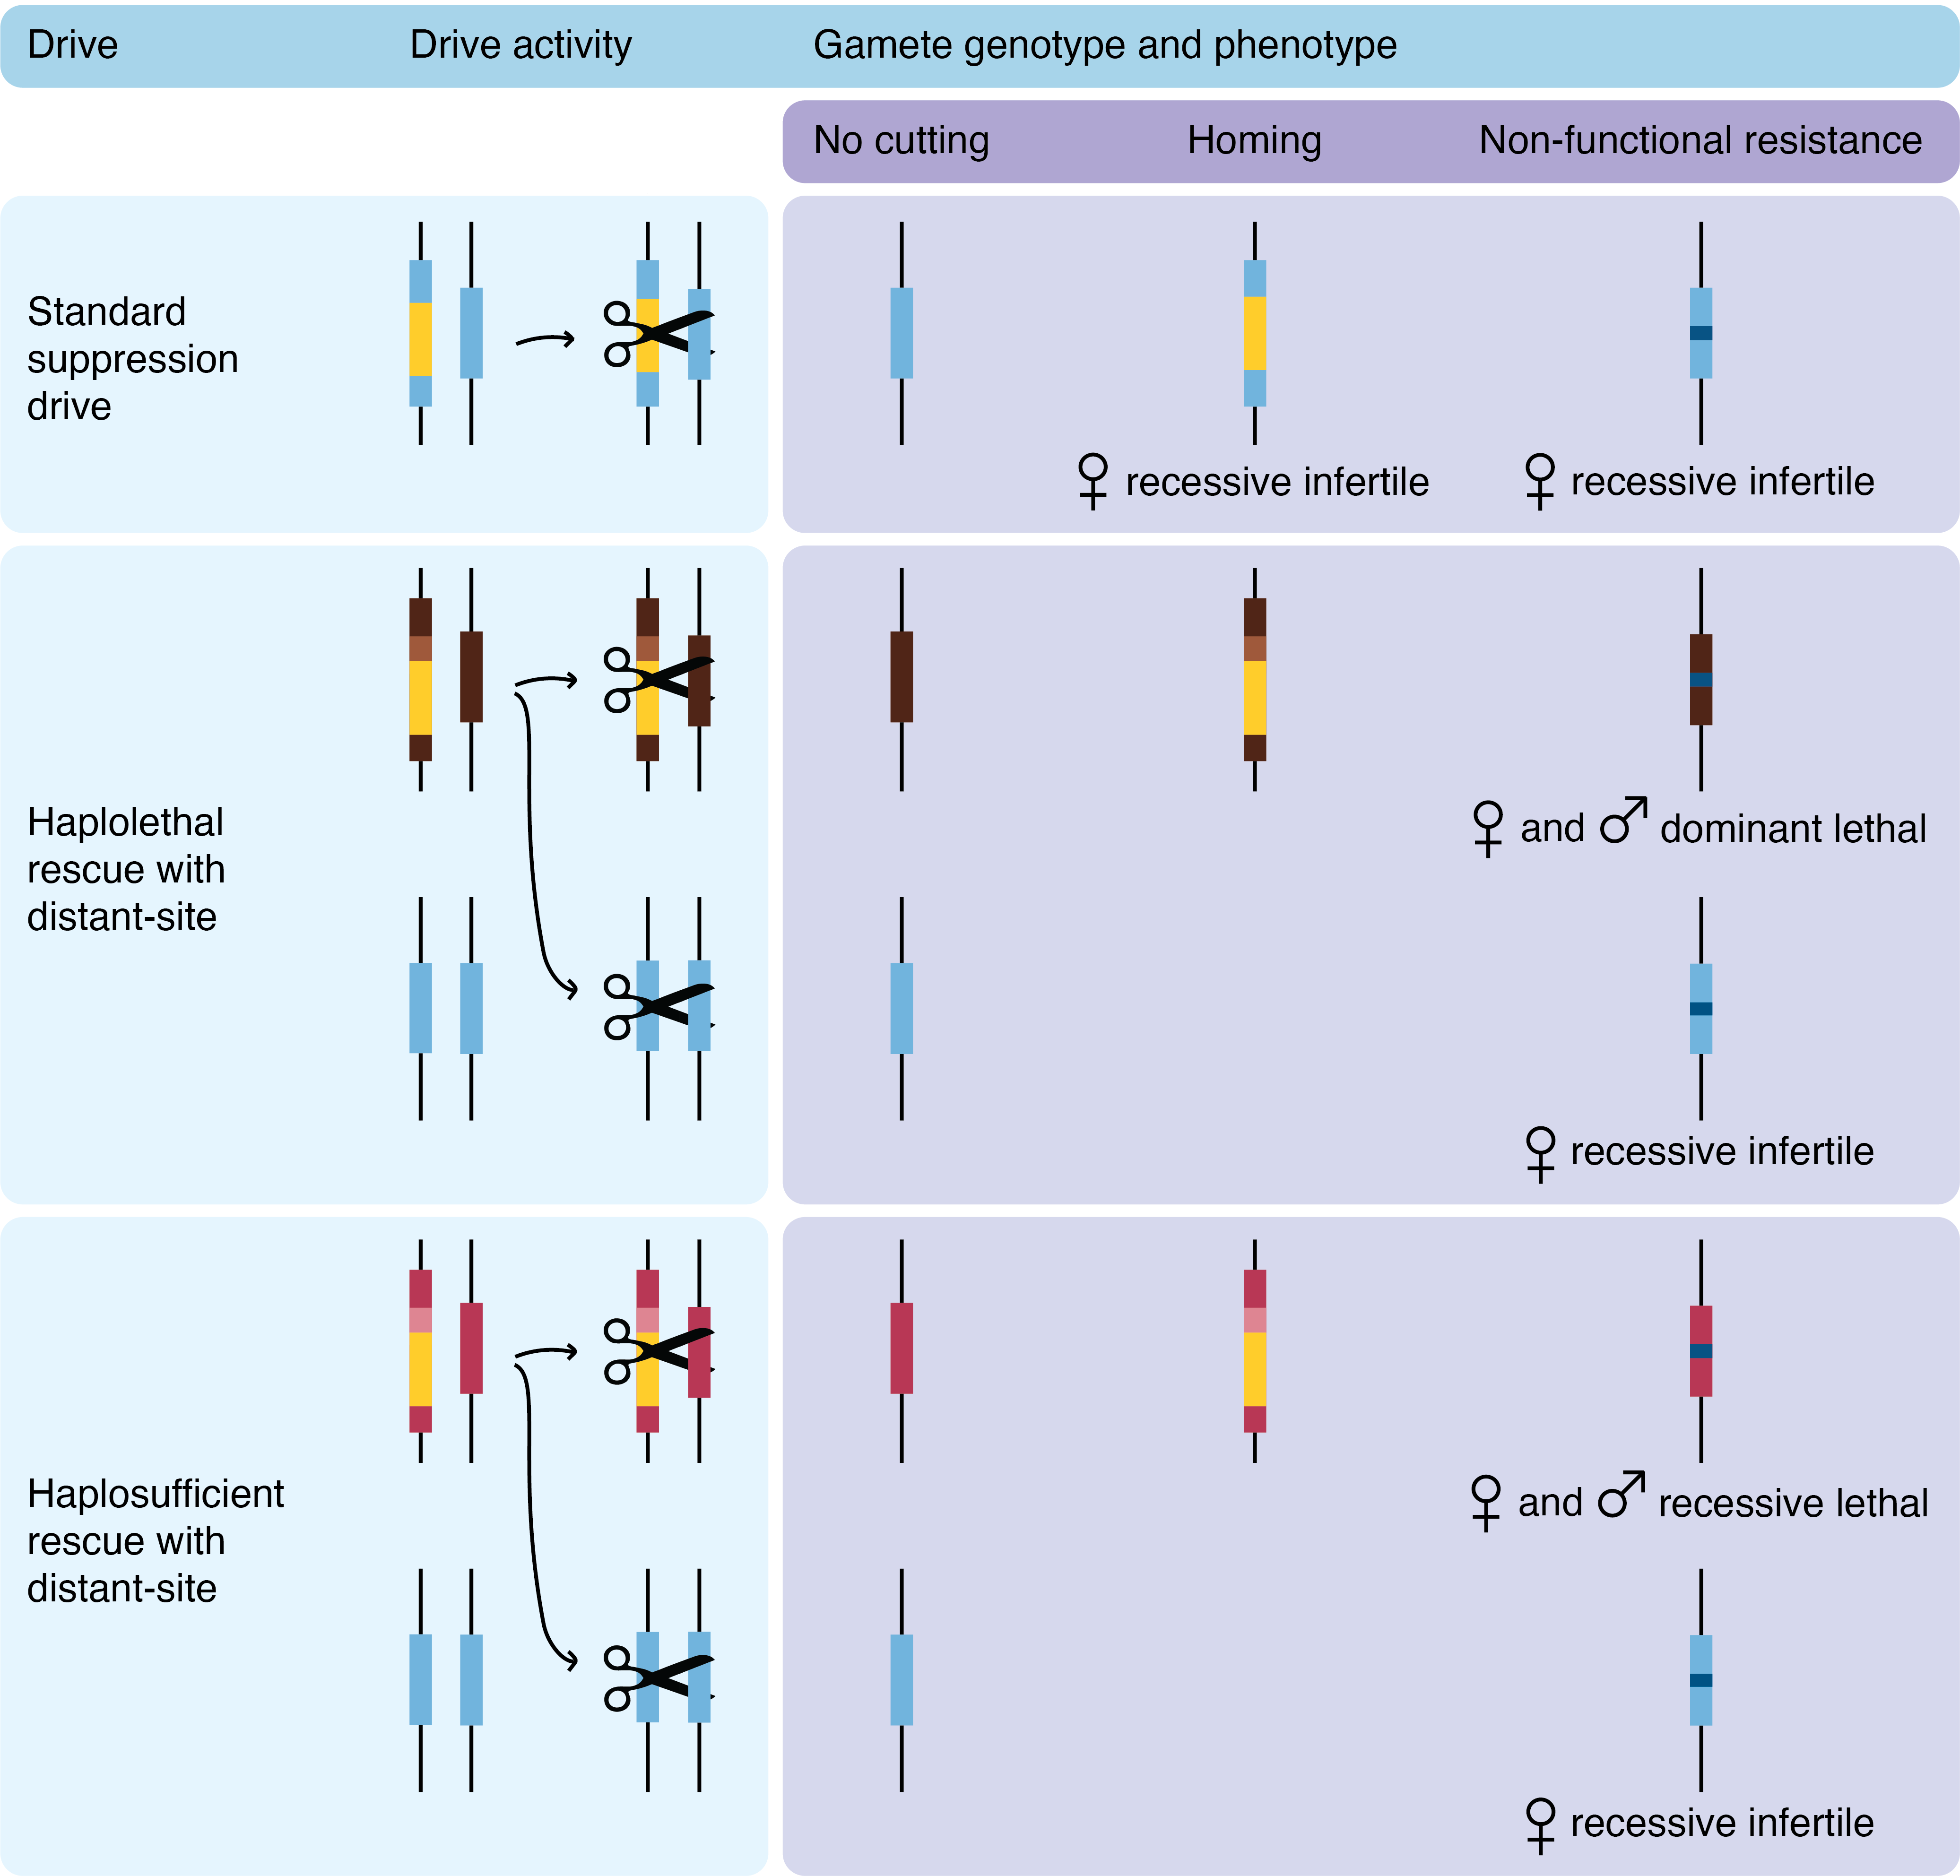 Drive Drive activity Gamete genotype and phenotype
No cutting Homing Non-functional resistance
Standard
suppression
drive
♀ recessive infertile ♀ recessive infertile
Haplolethal
rescue with
distant-site
♀ and ♂ dominant lethal
♀ recessive infertile
Haplosufficient
rescue with
distant-site
♀ and ♂ recessive lethal
♀ recessive infertile